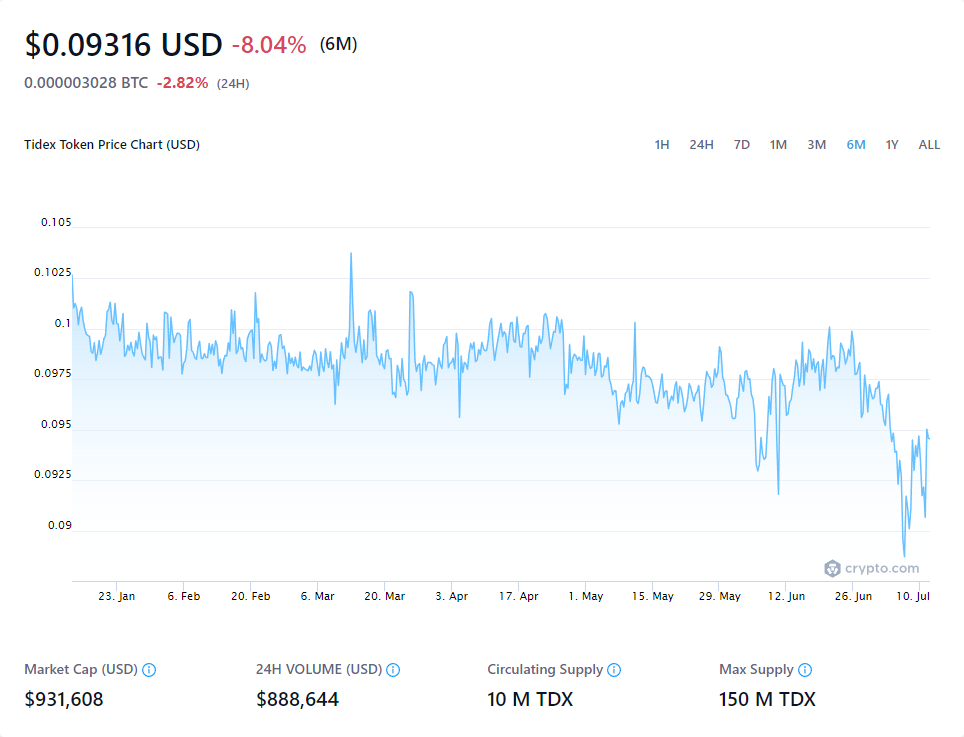 $0.09316 USD -8.04% (6M)
0.000003028 BTC -2.82% (24H)
Tidex Token Price Chart (USD) 1H 24H 7D 1M 3M 6M 1Y ALL
0.105
0.1025
0.1
0.0975
0.095
0.0925
0.09
crypto.com
23. Jan 6. Feb 20. Feb 6. Mar 20. Mar 3. Apr 17. Apr 1. May 15. May 29. May 12. Jun 26. Jun 10. Jul
Market Cap (USD) 24H VOLUME (USD) Circulating Supply Max Supply
$931,608 $888,644 10 M TDX 150 M TDX